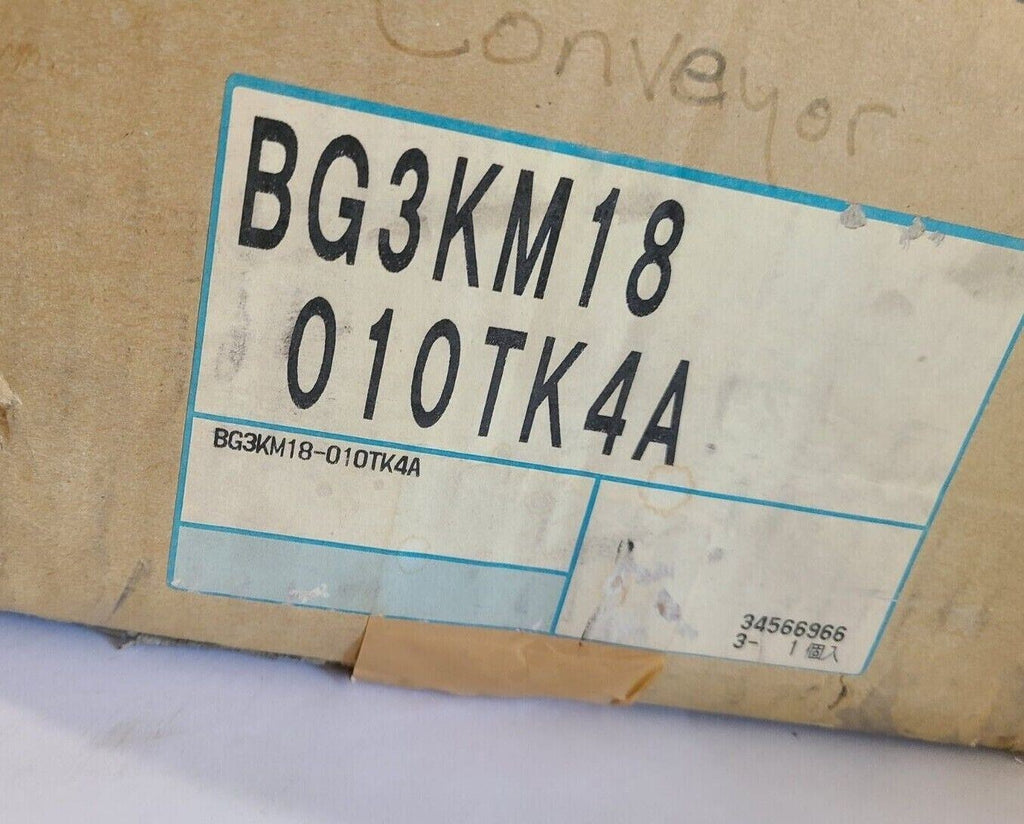 Conveyor
BG3KM18
010TK4A
BG3KM18-010TK4A
34566966
3- 1個入